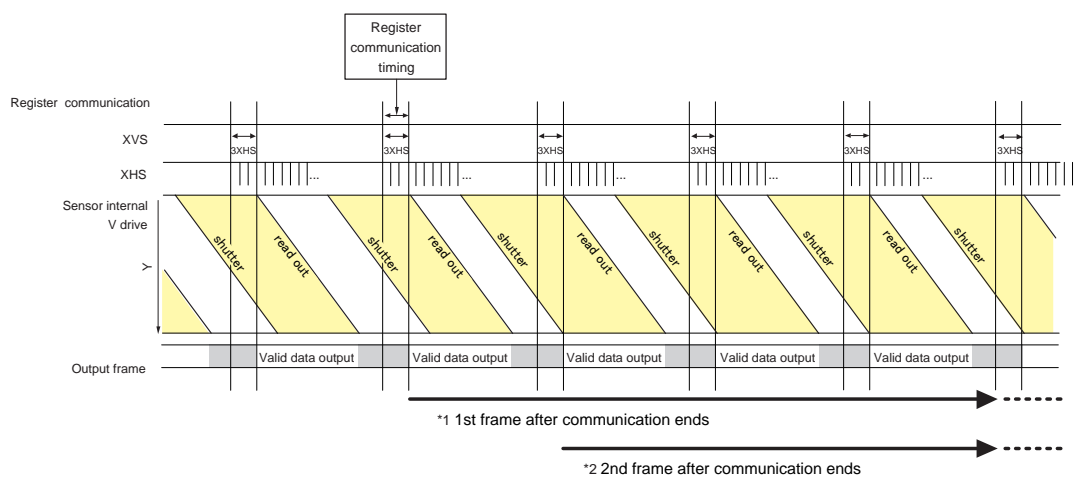 Register
communication
timing
Register communication
XVS
3XHS 3XHS 3XHS 3XHS 3XHS 3XHS
XHS
... ... ... ... ...
Sensor internal
V drive
Y
shutter read out shutter read out shutter read out shutter read out shutter read out shutter
Output frame
Valid data output Valid data output Valid data output Valid data output Valid data output
*1 1st frame after communication ends
*2 2nd frame after communication ends